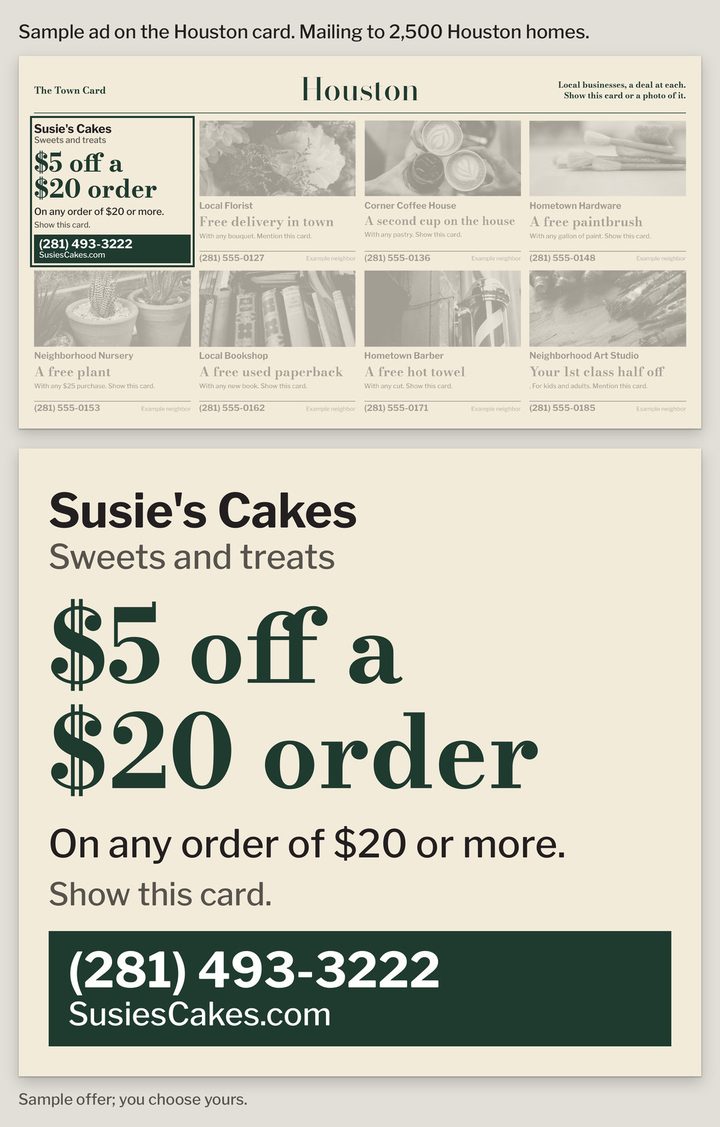 Sample ad on the Houston card. Mailing to 2,500 Houston homes.
The Town Card
Houston
Local businesses, a deal at each.
Show this card or a photo of it.
Susie's Cakes
Sweets and treats
$5 off a
$20 order
On any order of $20 or more.
Show this card.
(281) 493-3222
SusiesCakes.com
Local Florist
Free delivery in town
With any bouquet. Mention this card.
(281) 555-0127
Example neighbor
Corner Coffee House
A second cup on the house
With any pastry. Show this card.
(281) 555-0136
Example neighbor
Hometown Hardware
A free paintbrush
With any gallon of paint. Show this card.
(281) 555-0148
Example neighbor
Neighborhood Nursery
A free plant
With any $25 purchase. Show this card.
(281) 555-0153
Example neighbor
Local Bookshop
A free used paperback
With any new book. Show this card.
(281) 555-0162
Example neighbor
Hometown Barber
A free hot towel
With any cut. Show this card.
(281) 555-0171
Example neighbor
Neighborhood Art Studio
Your 1st class half off
For kids and adults. Mention this card.
(281) 555-0185
Example neighbor
Susie's Cakes
Sweets and treats
$5 off a
$20 order
On any order of $20 or more.
Show this card.
(281) 493-3222
SusiesCakes.com
Sample offer; you choose yours.